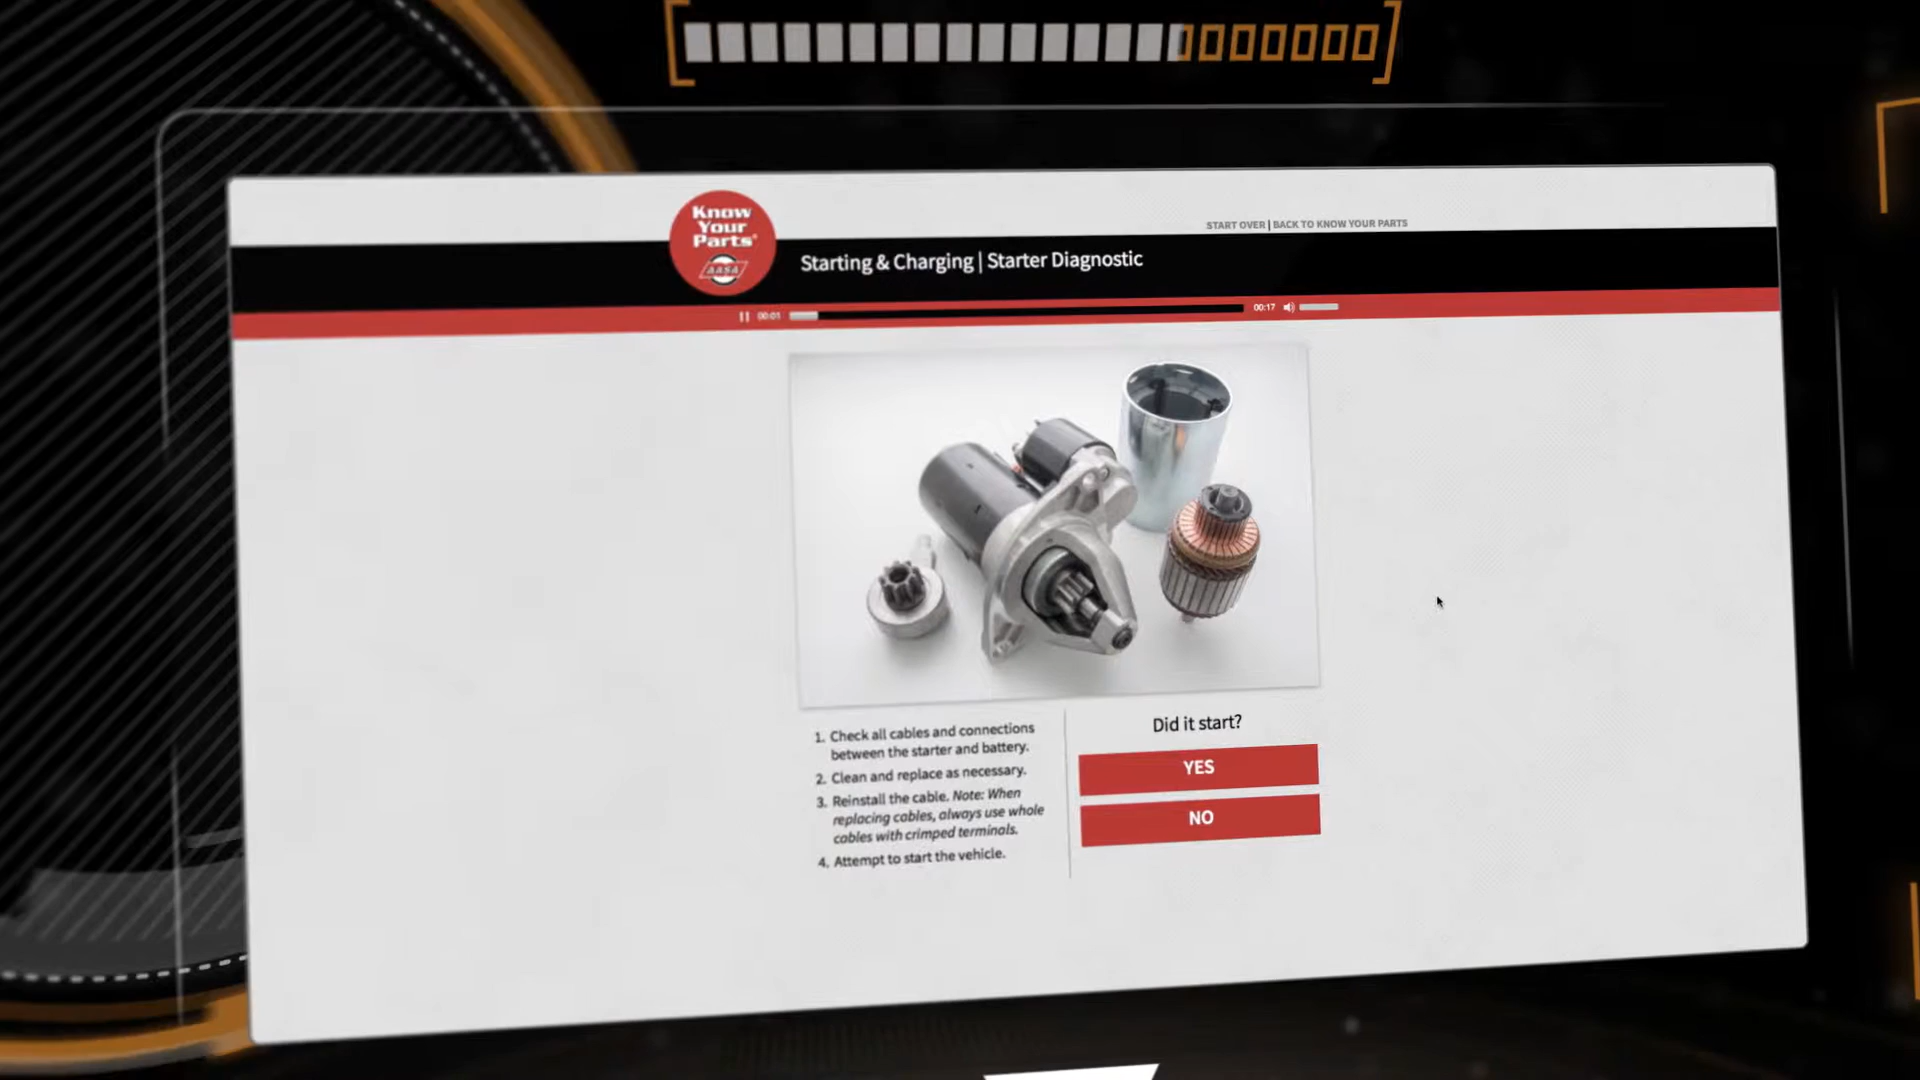 Know
Your
Parts®
AASA
START OVER | BACK TO KNOW YOUR PARTS
Starting & Charging | Starter Diagnostic
00:01
00:17
1. Check all cables and connections
between the starter and battery.
2. Clean and replace as necessary.
3. Reinstall the cable. Note: When
replacing cables, always use whole
cables with crimped terminals.
4. Attempt to start the vehicle.
Did it start?
YES
NO